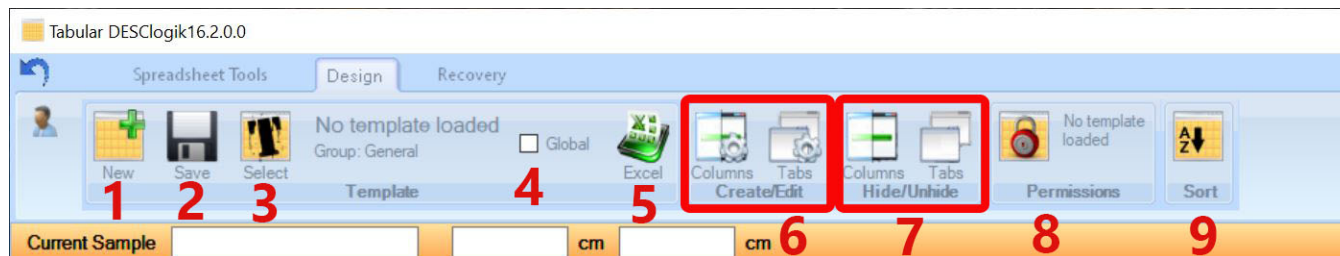 Tabular DESClogik16.2.0.0
Spreadsheet Tools Design Recovery
No template loaded
Group: General
Global
No template
loaded
New Save Select Excel Columns Tabs Columns Tabs
Template Create/Edit Hide/Unhide Permissions Sort
1 2 3 4 5 6 7 8 9
Current Sample cm cm